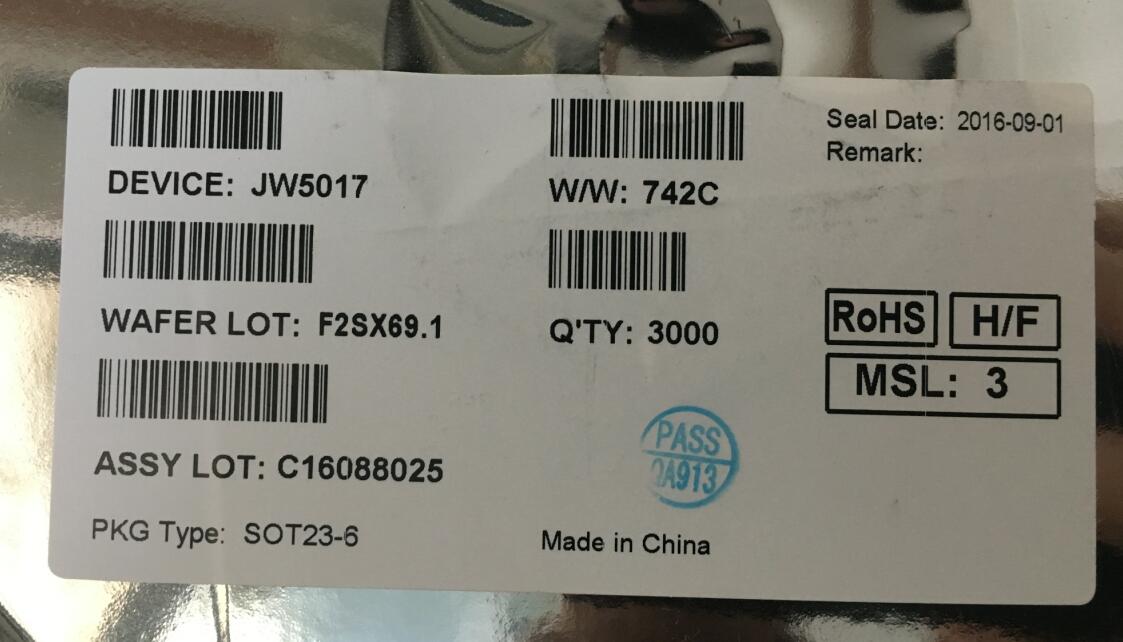 DEVICE: JW5017
W/W: 742C
Seal Date: 2016-09-01
Remark:
WAFER LOT: F2SX69.1
Q'TY: 3000
RoHS
H/F
MSL: 3
ASSY LOT: C16088025
PASS
QA913
PKG Type: SOT23-6
Made in China